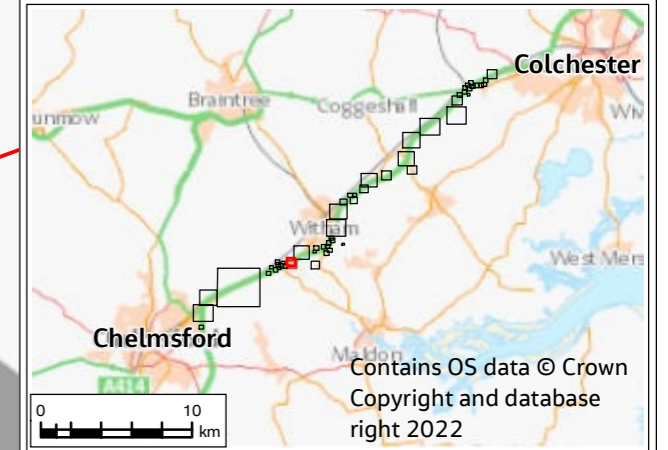 Colchester
Braintree
Coggeshall
unmow
Witham
West Mers
Chelmsford
Maldon
Contains OS data © Crown
Copyright and database
right 2022
A414
0 10
km